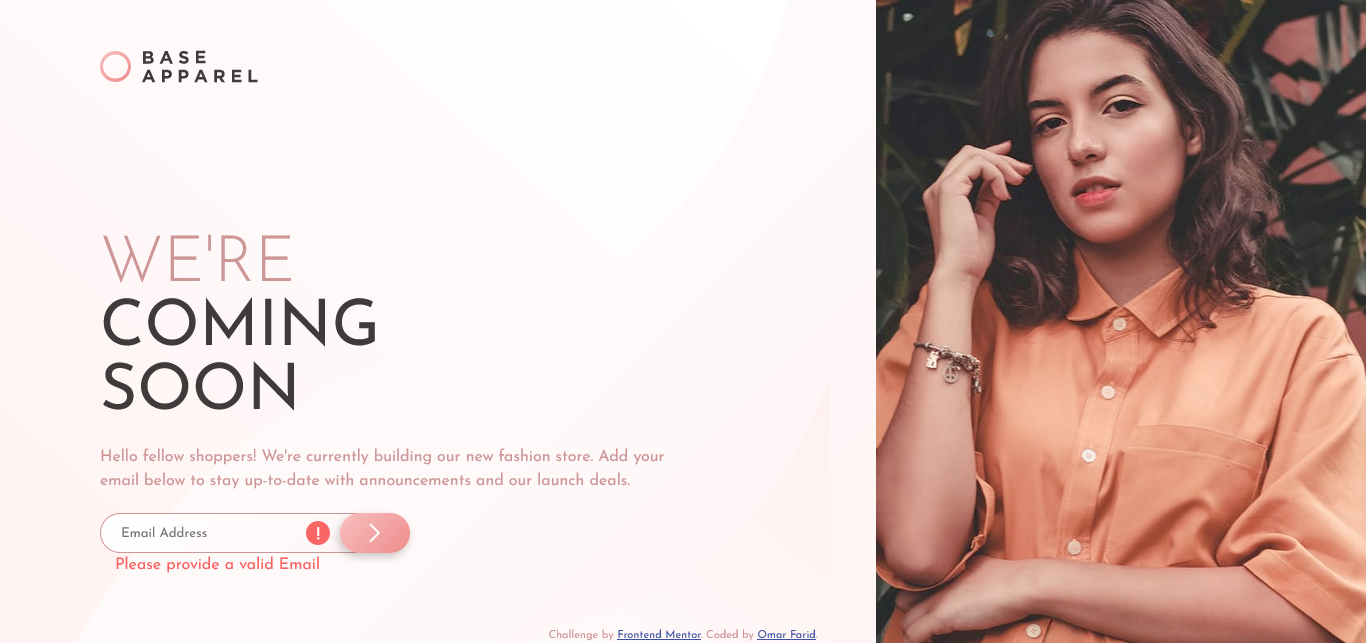 BASE
APPAREL
WE'RE
COMING
SOON
Hello fellow shoppers! We're currently building our new fashion store. Add your
email below to stay up-to-date with announcements and our launch deals.
Email Address !
Please provide a valid Email
Challenge by Frontend Mentor. Coded by Omar Farid.